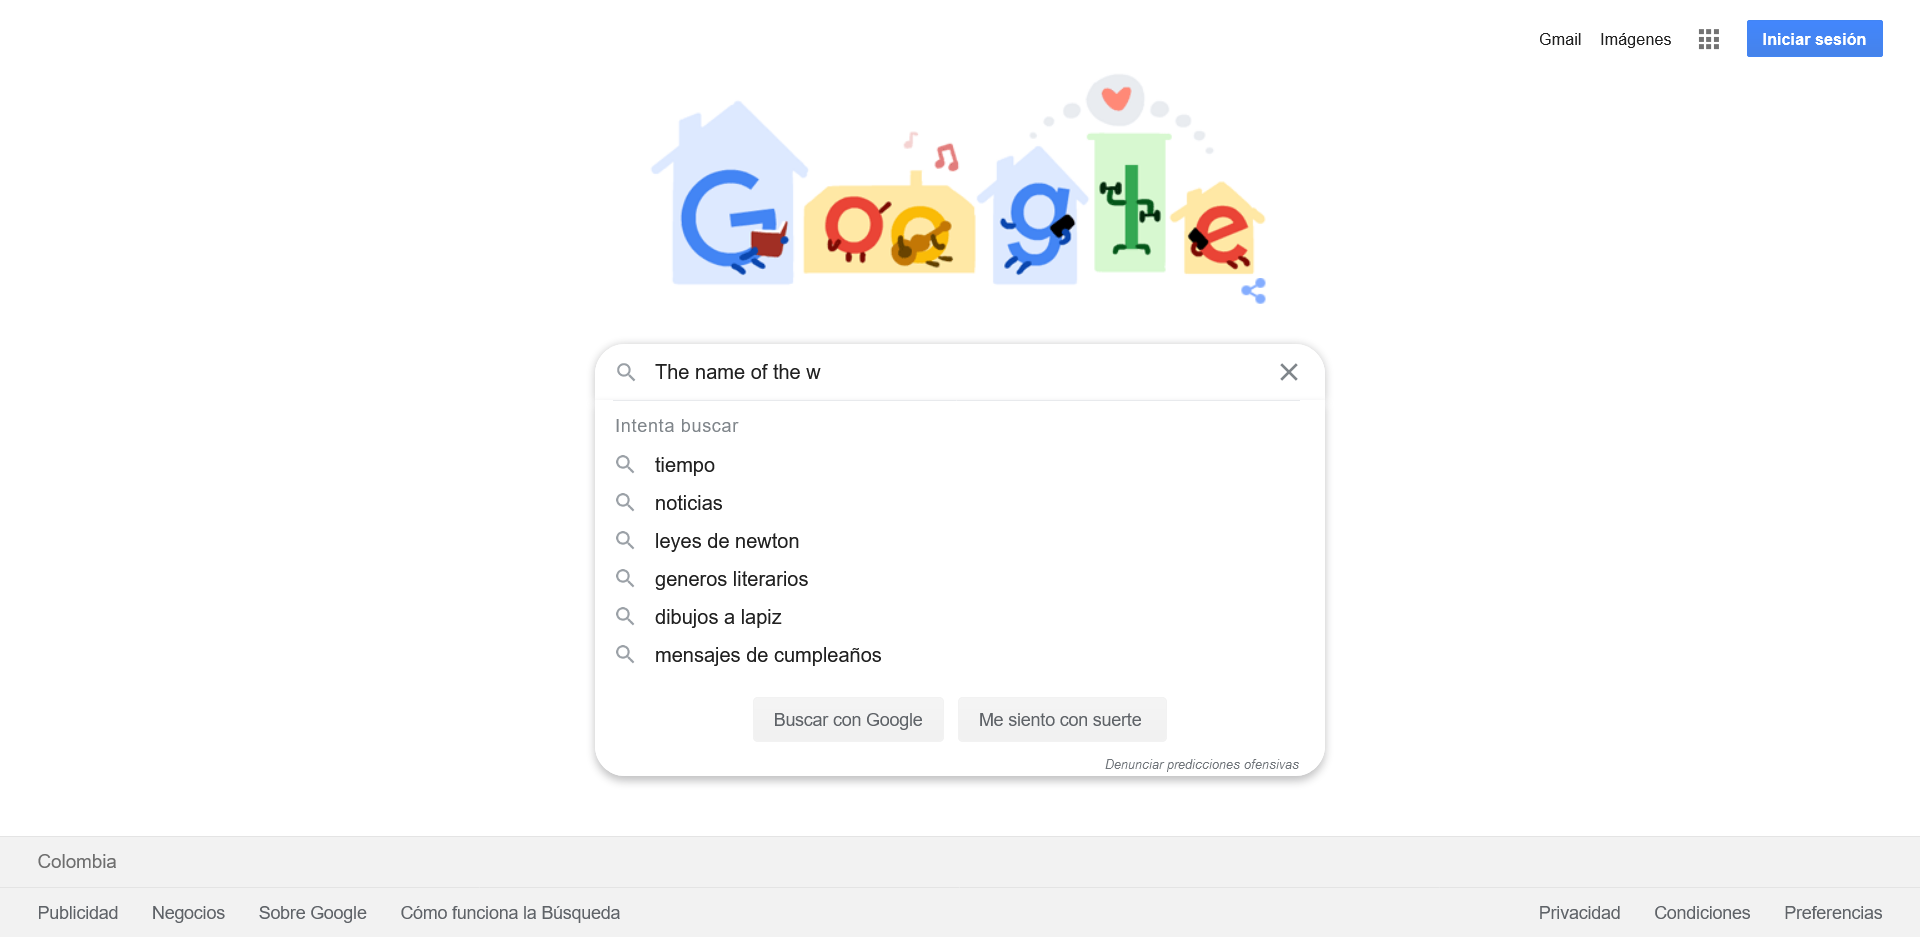 Gmail Imágenes Iniciar sesión
Google
The name of the w
Intenta buscar
tiempo
noticias
leyes de newton
generos literarios
dibujos a lapiz
mensajes de cumpleaños
Buscar con Google Me siento con suerte
Denunciar predicciones ofensivas
Colombia
Publicidad Negocios Sobre Google Cómo funciona la Búsqueda Privacidad Condiciones Preferencias